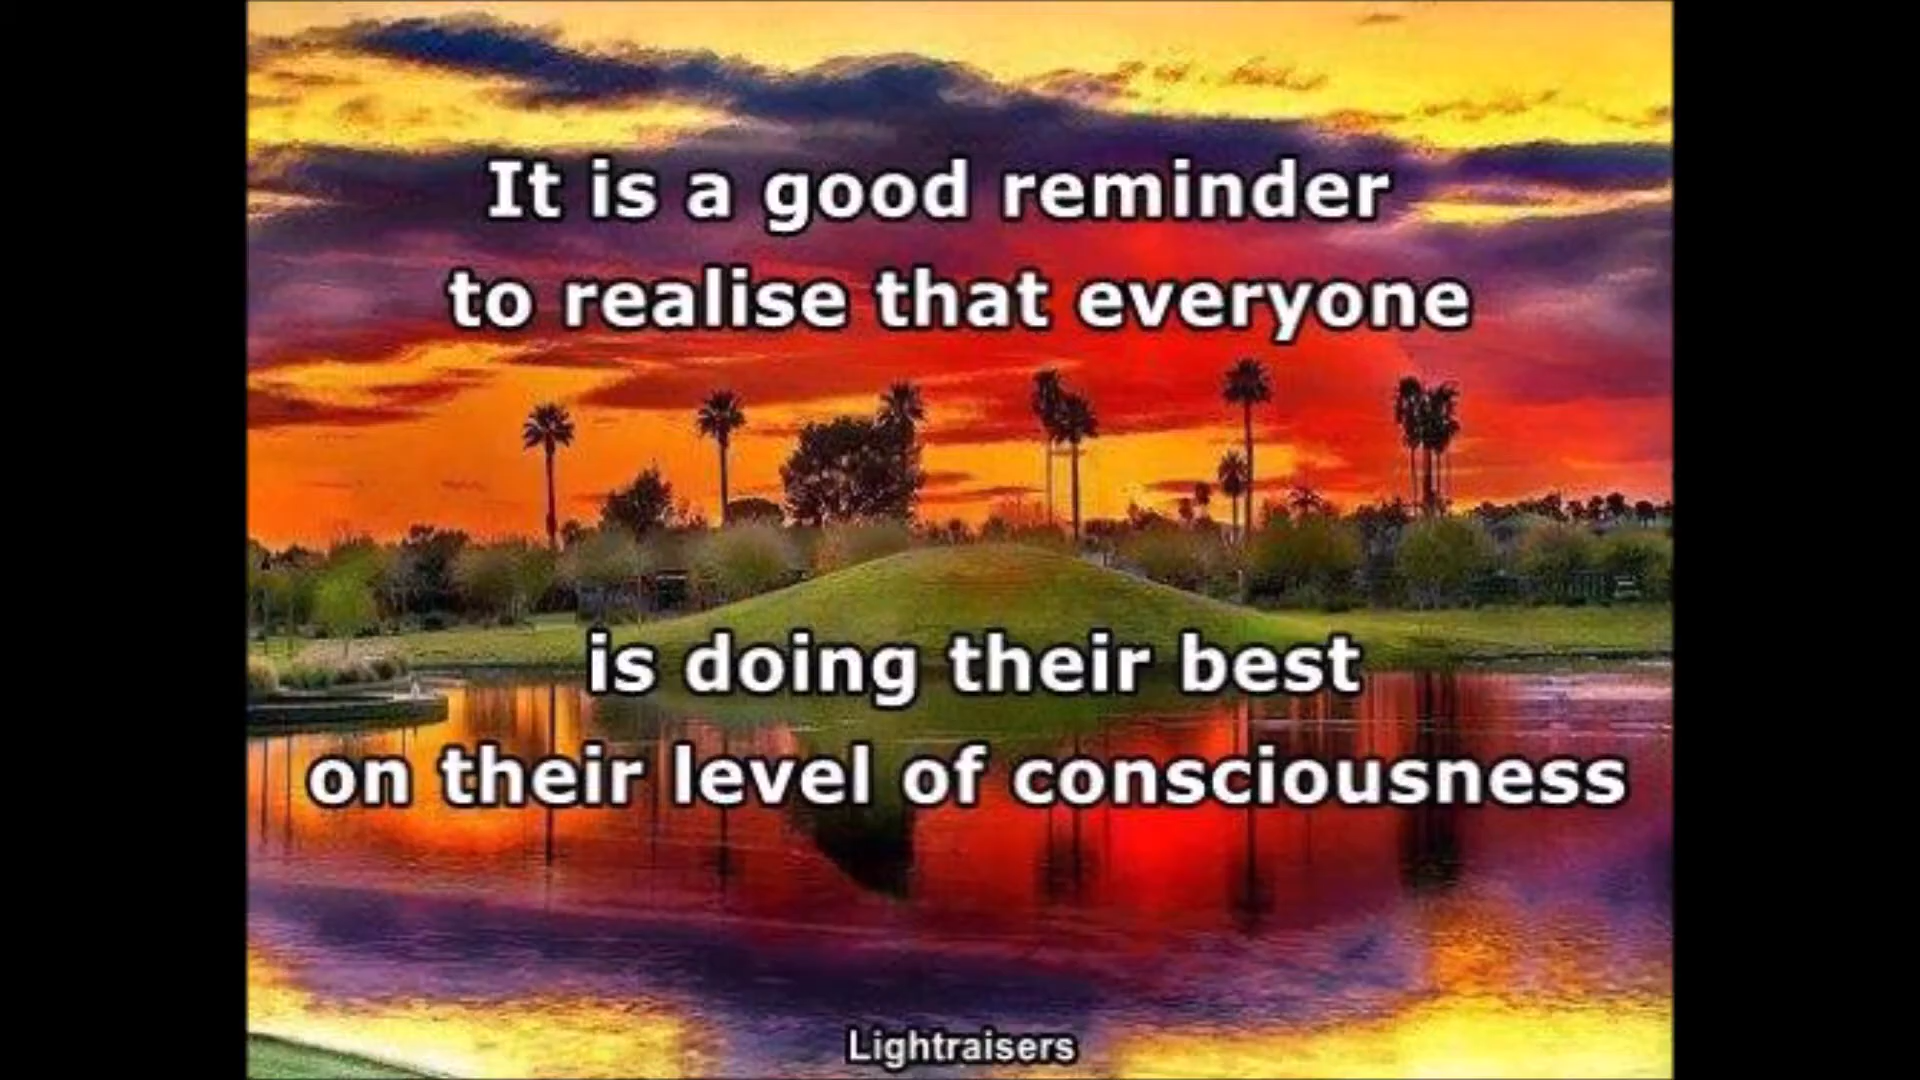 It is a good reminder
to realise that everyone
is doing their best
on their level of consciousness
Lightraisers